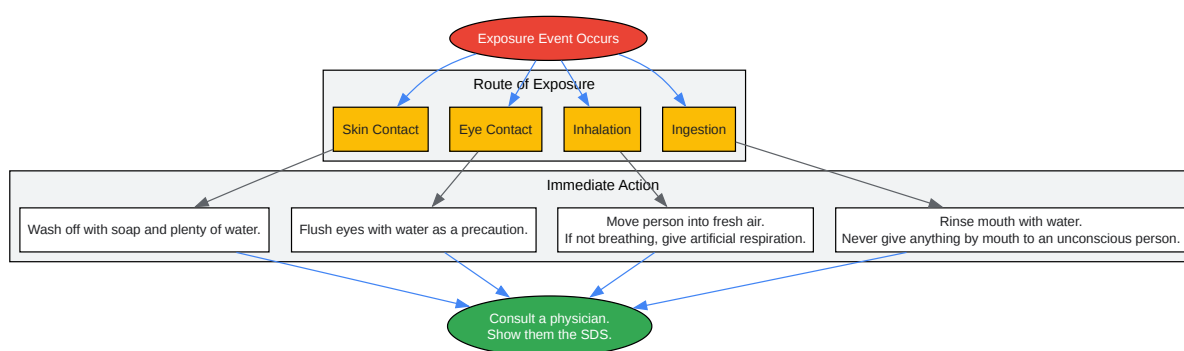 Exposure Event Occurs
Route of Exposure
Skin Contact
Eye Contact
Inhalation
Ingestion
Immediate Action
Wash off with soap and plenty of water.
Flush eyes with water as a precaution.
Move person into fresh air.
If not breathing, give artificial respiration.
Rinse mouth with water.
Never give anything by mouth to an unconscious person.
Consult a physician.
Show them the SDS.